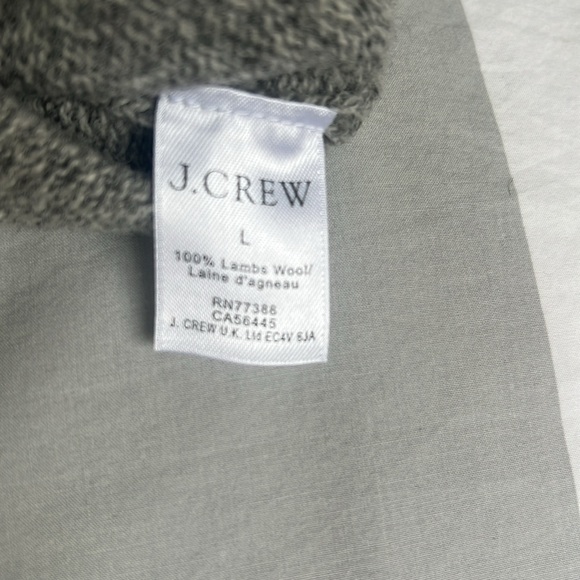 J.CREW
L
100% Lambs Wool/
Laine d'agneau
RN77388
CA56445
J. CREW U.K. Ltd EC4V 6JA